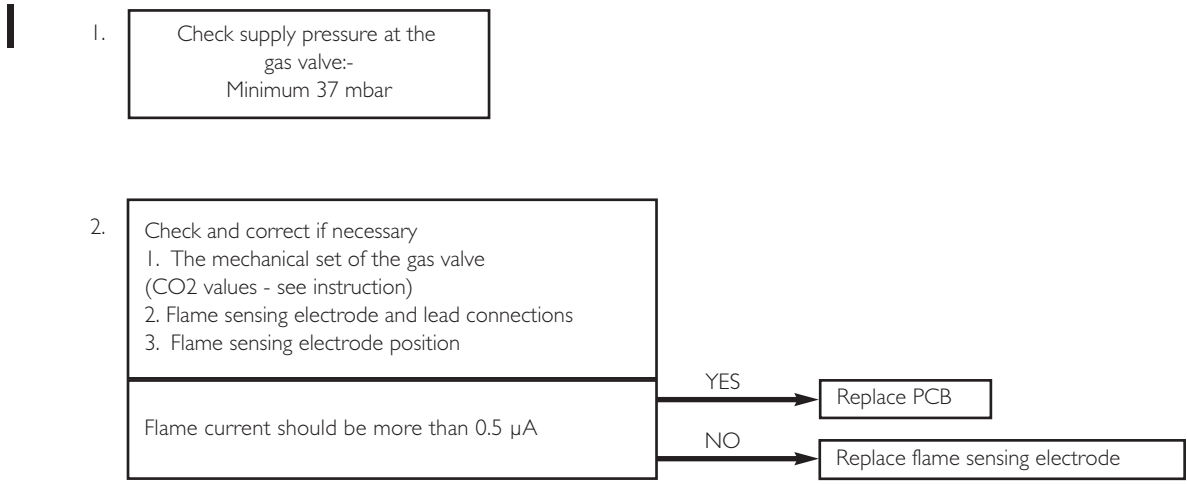 1.
Check supply pressure at the
gas valve:-
Minimum 37 mbar
2.
Check and correct if necessary
1. The mechanical set of the gas valve
(CO2 values - see instruction)
2. Flame sensing electrode and lead connections
3. Flame sensing electrode position
Flame current should be more than 0.5 µA
YES
Replace PCB
NO
Replace flame sensing electrode